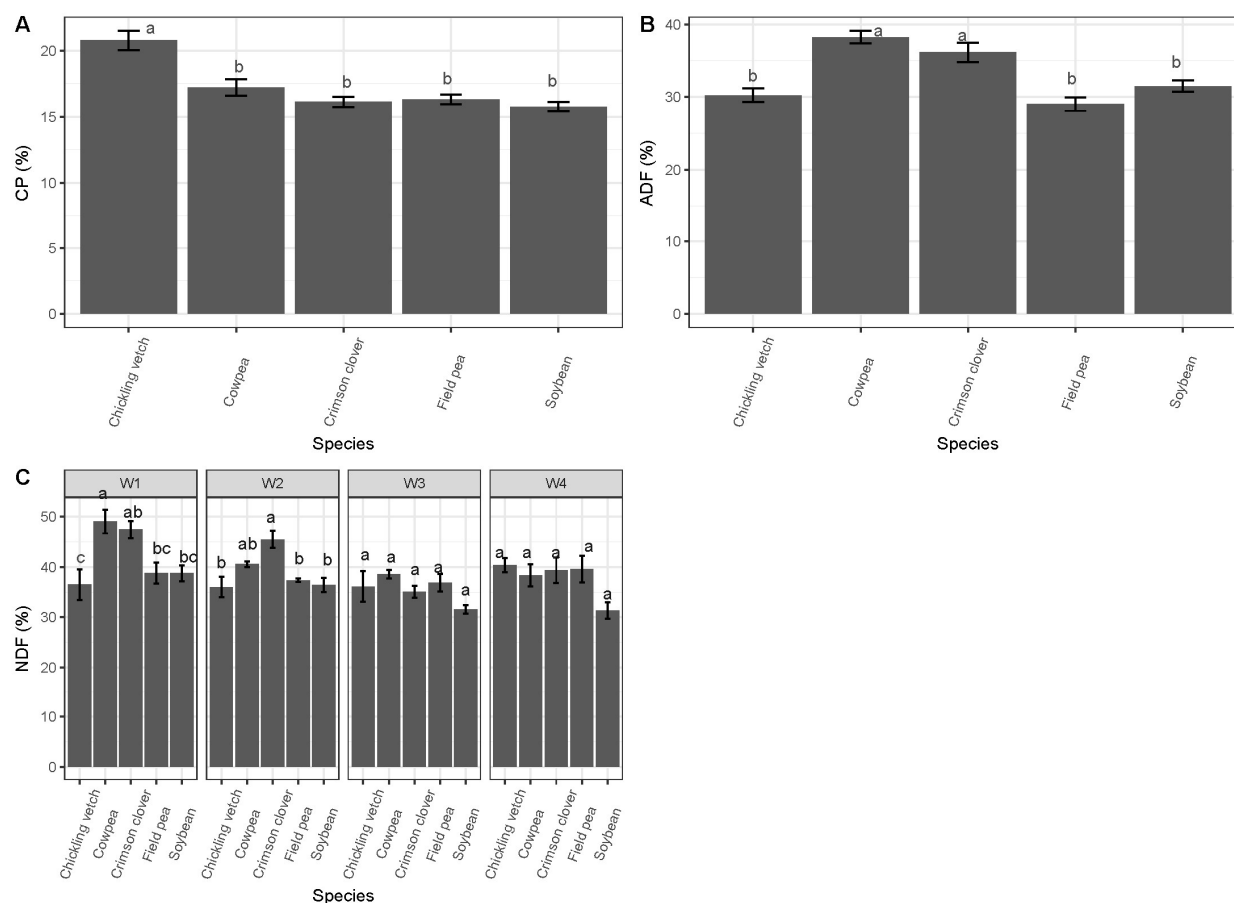 A
CP (%)
20
15
10
5
0
a
b
b
b
b
Chickling vetch
Cowpea
Crimson clover
Field pea
Soybean
Species
B
ADF (%)
40
30
20
10
0
b
a
a
b
b
Chickling vetch
Cowpea
Crimson clover
Field pea
Soybean
Species
C
W1
W2
W3
W4
NDF (%)
50
40
30
20
10
0
c
a
ab
bc
bc
b
ab
a
b
b
a
a
a
a
a
a
a
a
a
a
Chickling vetch
Cowpea
Crimson clover
Field pea
Soybean
Chickling vetch
Cowpea
Crimson clover
Field pea
Soybean
Chickling vetch
Cowpea
Crimson clover
Field pea
Soybean
Chickling vetch
Cowpea
Crimson clover
Field pea
Soybean
Species